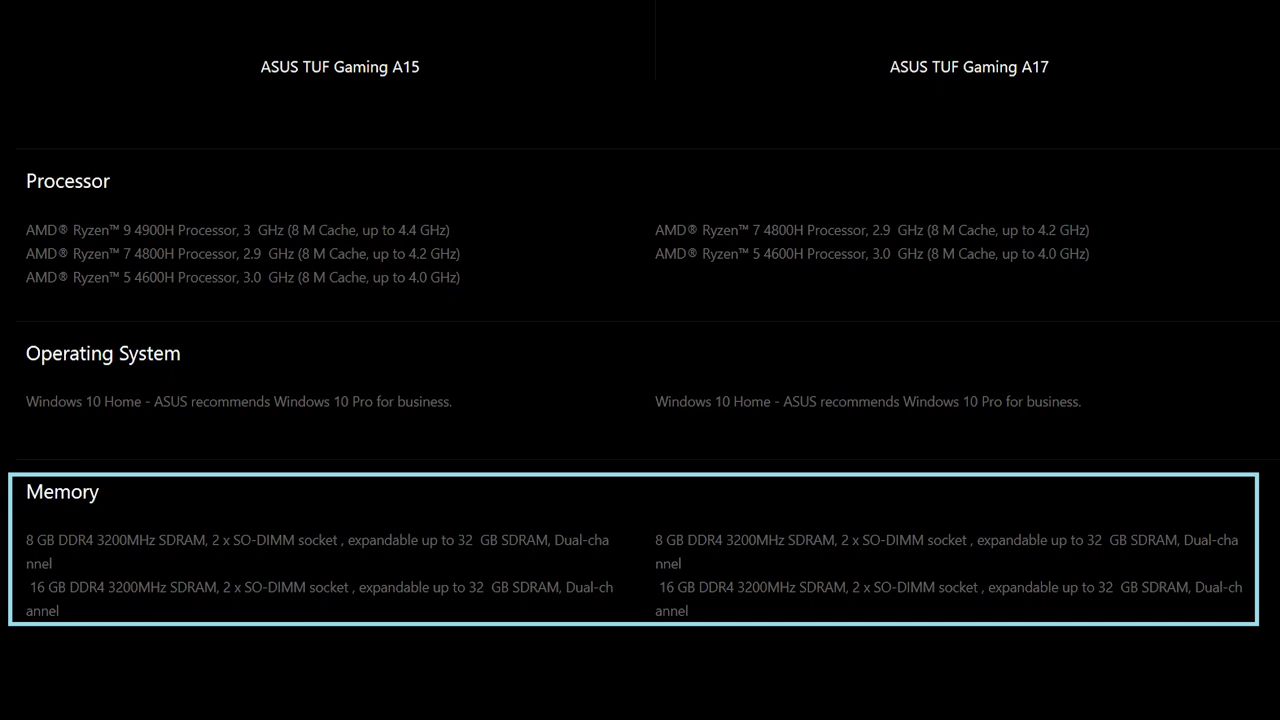 ASUS TUF Gaming A15
ASUS TUF Gaming A17
Processor
AMD® Ryzen™ 9 4900H Processor, 3  GHz (8 M Cache, up to 4.4 GHz)
AMD® Ryzen™ 7 4800H Processor, 2.9  GHz (8 M Cache, up to 4.2 GHz)
AMD® Ryzen™ 5 4600H Processor, 3.0  GHz (8 M Cache, up to 4.0 GHz)
AMD® Ryzen™ 7 4800H Processor, 2.9  GHz (8 M Cache, up to 4.2 GHz)
AMD® Ryzen™ 5 4600H Processor, 3.0  GHz (8 M Cache, up to 4.0 GHz)
Operating System
Windows 10 Home - ASUS recommends Windows 10 Pro for business.
Windows 10 Home - ASUS recommends Windows 10 Pro for business.
Memory
8 GB DDR4 3200MHz SDRAM, 2 x SO-DIMM socket , expandable up to 32  GB SDRAM, Dual-cha
nnel
16 GB DDR4 3200MHz SDRAM, 2 x SO-DIMM socket , expandable up to 32  GB SDRAM, Dual-ch
annel
8 GB DDR4 3200MHz SDRAM, 2 x SO-DIMM socket , expandable up to 32  GB SDRAM, Dual-cha
nnel
16 GB DDR4 3200MHz SDRAM, 2 x SO-DIMM socket , expandable up to 32  GB SDRAM, Dual-ch
annel